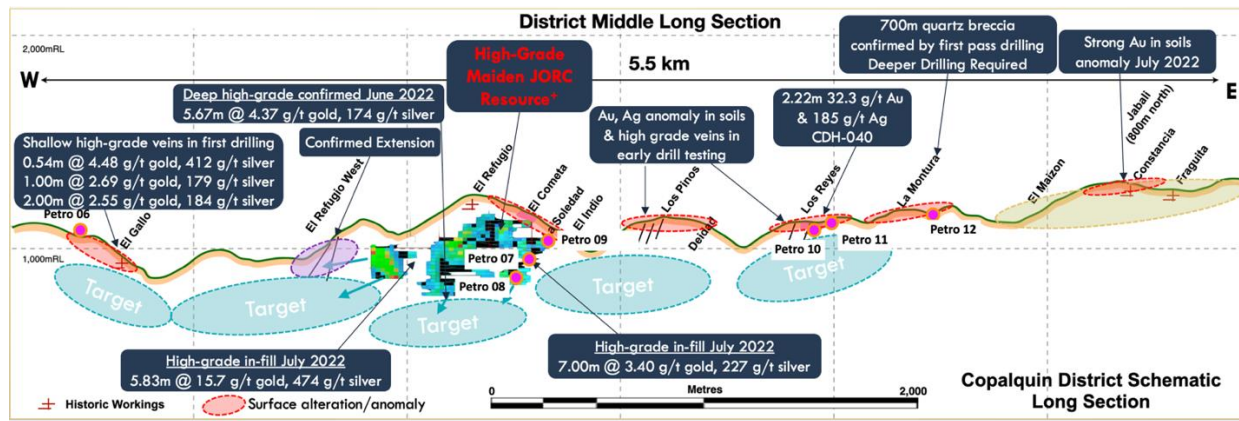 District Middle Long Section
2,000mRL
W
5.5 km
E
High-Grade
Maiden JORC
Resource+
700m quartz breccia
confirmed by first pass drilling
Deeper Drilling Required
Strong Au in soils
anomaly July 2022
Jabali
(800m north)
Deep high-grade confirmed June 2022
5.67m @ 4.37 g/t gold, 174 g/t silver
2.22m 32.3 g/t Au
& 185 g/t Ag
CDH-040
Au, Ag anomaly in soils
& high grade veins in
early drill testing
Shallow high-grade veins in first drilling
0.54m @ 4.48 g/t gold, 412 g/t silver
1.00m @ 2.69 g/t gold, 179 g/t silver
2.00m @ 2.55 g/t gold, 184 g/t silver
Confirmed Extension
Petro 06
El Gallo
El Refugio West
El Refugio
El Cometa
Soledad
El Indio
Los Pinos
Deidad
Los Reyes
La Montura
El Maizon
Constancia
Fraguita
Petro 09
Petro 07
Petro 08
Petro 10
Petro 11
Petro 12
1,000mRL
Target
Target
Target
Target
Target
High-grade in-fill July 2022
5.83m @ 15.7 g/t gold, 474 g/t silver
High-grade in-fill July 2022
7.00m @ 3.40 g/t gold, 227 g/t silver
0
Metres
2,000
Copalquin District Schematic
Long Section
Historic Workings
Surface alteration/anomaly